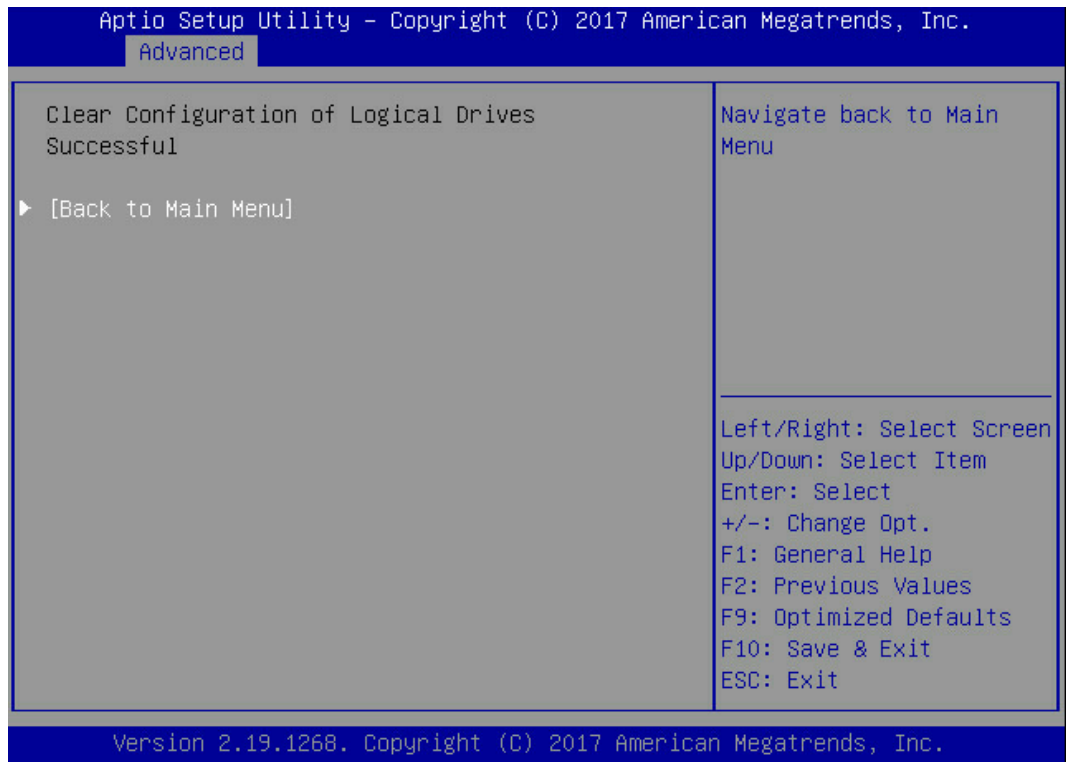 Aptio Setup Utility – Copyright (C) 2017 American Megatrends, Inc.
Advanced
Clear Configuration of Logical Drives
Successful
[Back to Main Menu]
Navigate back to Main
Menu
Left/Right: Select Screen
Up/Down: Select Item
Enter: Select
+/-: Change Opt.
F1: General Help
F2: Previous Values
F9: Optimized Defaults
F10: Save & Exit
ESC: Exit
Version 2.19.1268. Copyright (C) 2017 American Megatrends, Inc.